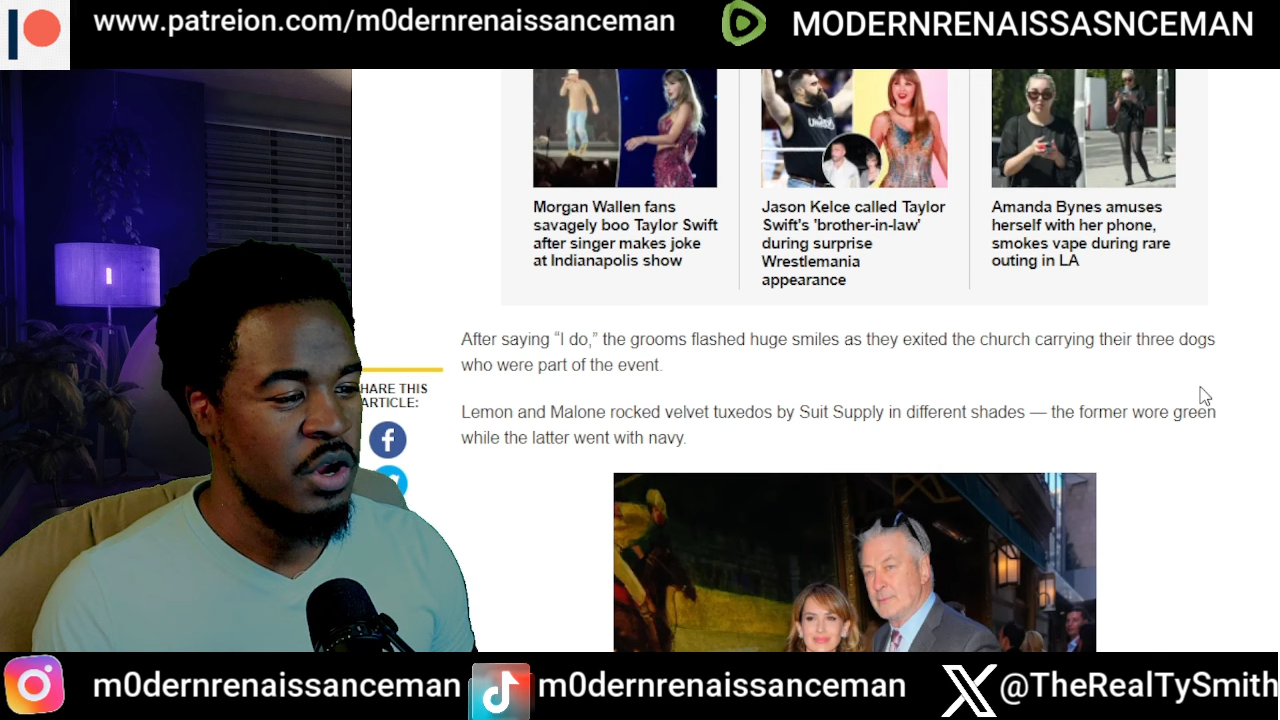 www.patreion.com/m0dernrenaissanceman
M0DERNRENAISSASNCEMAN
Morgan Wallen fans
savagely boo Taylor Swift
after singer makes joke
at Indianapolis show
Jason Kelce called Taylor
Swift's 'brother-in-law'
during surprise
Wrestlemania
appearance
Amanda Bynes amuses
herself with her phone,
smokes vape during rare
outing in LA
After saying “I do,” the grooms flashed huge smiles as they exited the church carrying their three dogs
who were part of the event.
HARE THIS
ARTICLE:
Lemon and Malone rocked velvet tuxedos by Suit Supply in different shades — the former wore green
while the latter went with navy.
m0dernrenaissanceman
m0dernrenaissanceman
@TheRealTySmith